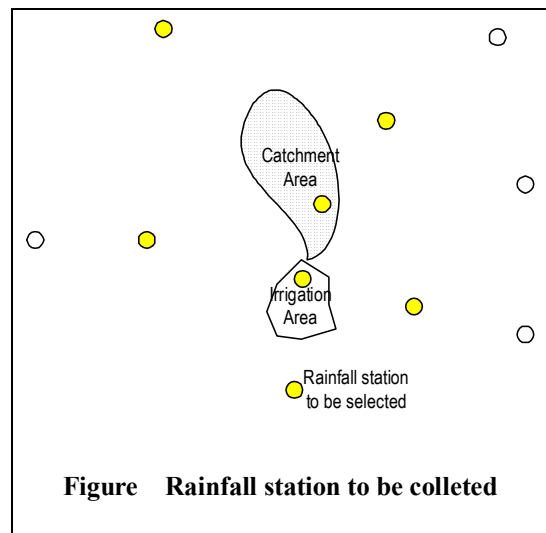 Catchment
Area
Irrigation
Area
Rainfall station
to be selected
Figure Rainfall station to be colleted